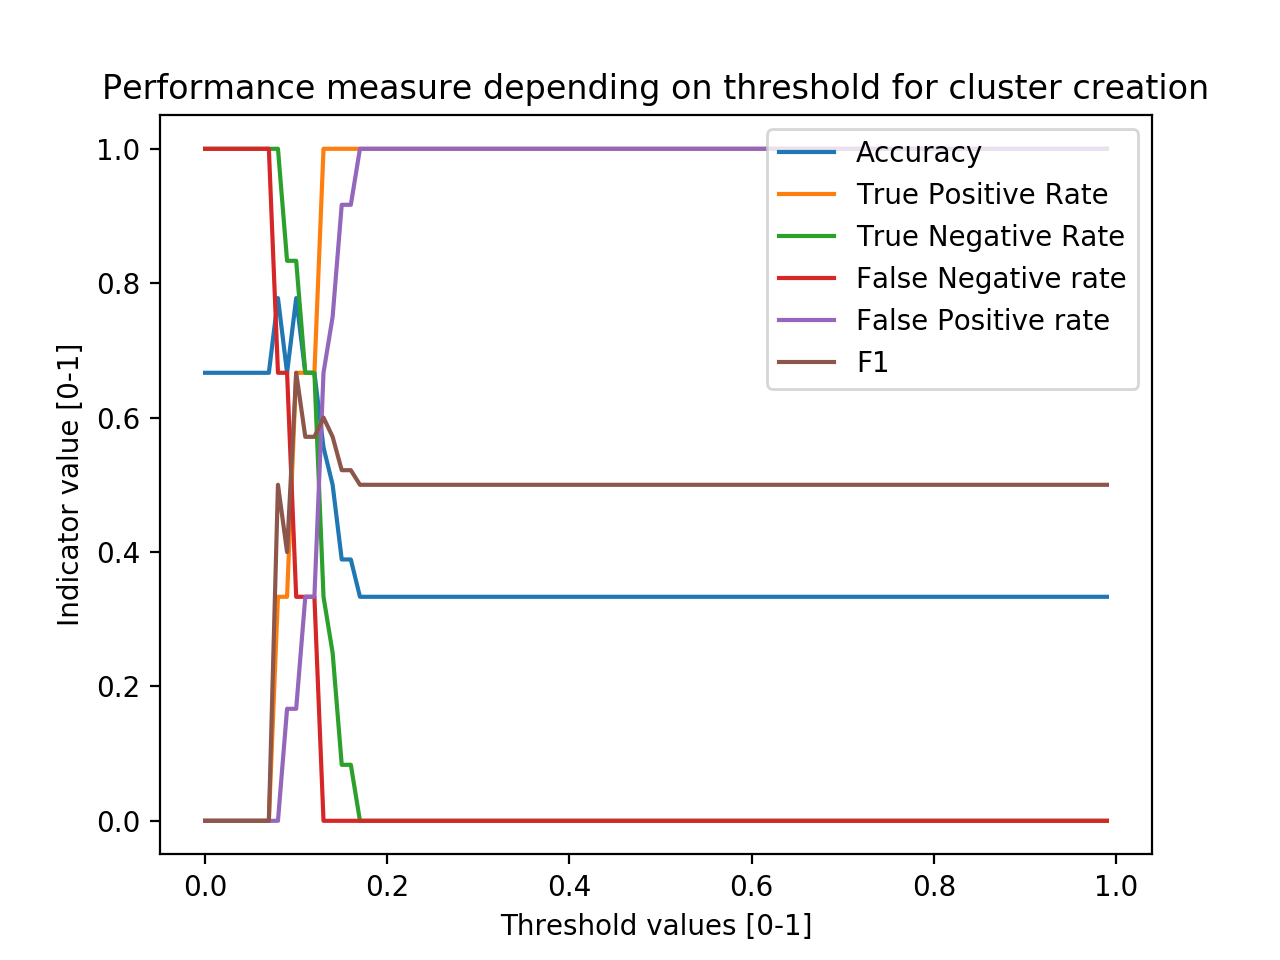 Performance measure depending on threshold for cluster creation
1.0
0.8
0.6
0.4
0.2
0.0
Indicator value [0-1]
Accuracy
True Positive Rate
True Negative Rate
False Negative rate
False Positive rate
F1
0.0 0.2 0.4 0.6 0.8 1.0
Threshold values [0-1]